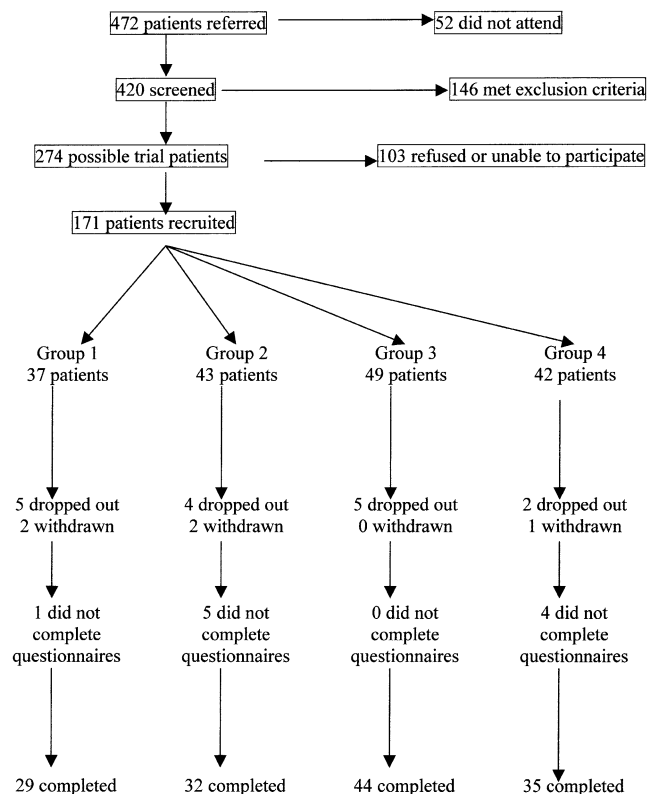 472 patients referred
52 did not attend
420 screened
146 met exclusion criteria
274 possible trial patients
103 refused or unable to participate
171 patients recruited
Group 1
37 patients
Group 2
43 patients
Group 3
49 patients
Group 4
42 patients
5 dropped out
2 withdrawn
4 dropped out
2 withdrawn
5 dropped out
0 withdrawn
2 dropped out
1 withdrawn
1 did not
complete
questionnaires
5 did not
complete
questionnaires
0 did not
complete
questionnaires
4 did not
complete
questionnaires
29 completed
32 completed
44 completed
35 completed